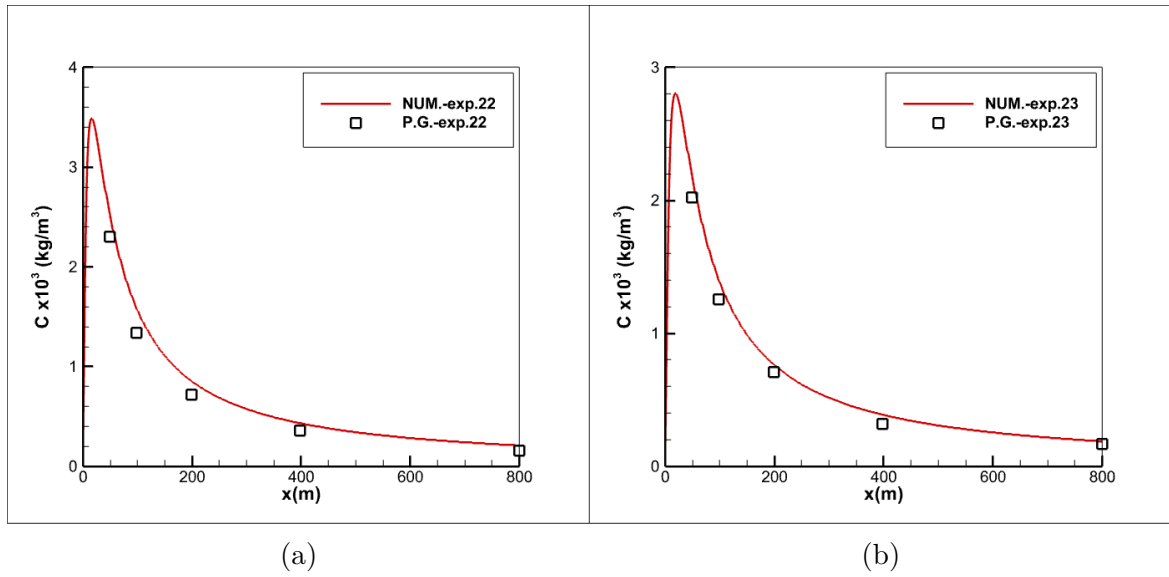 4
3
2
1
0
C x10³ (kg/m³)
NUM.-exp.22
P.G.-exp.22
0 200 400 600 800
x(m)
(a)
3
2
1
0
C x10³ (kg/m³)
NUM.-exp.23
P.G.-exp.23
0 200 400 600 800
x(m)
(b)